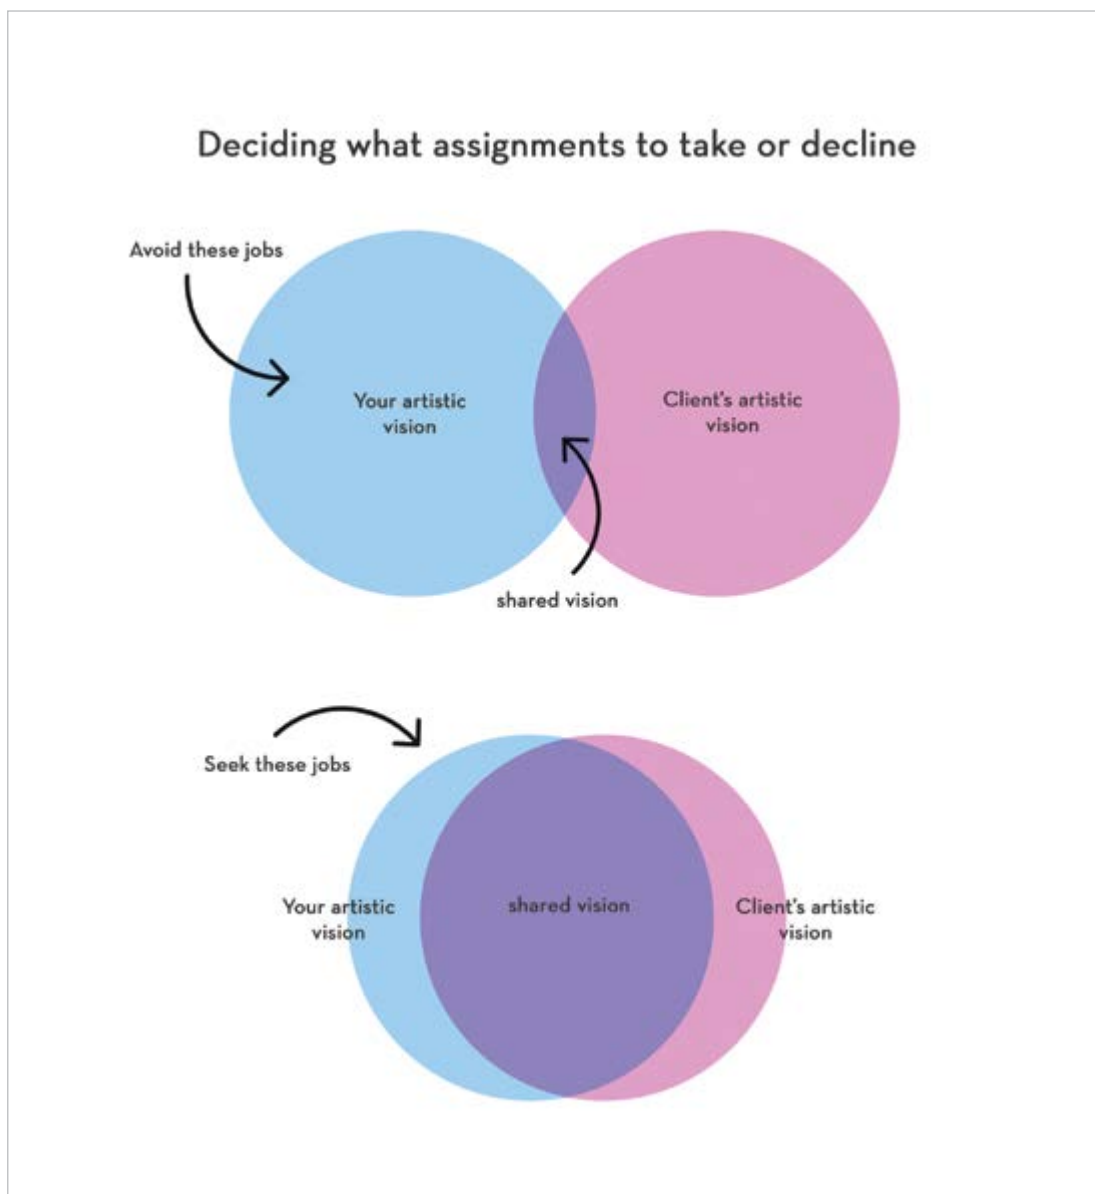 Deciding what assignments to take or decline
Avoid these jobs
Your artistic
vision
Client's artistic
vision
shared vision
Seek these jobs
Your artistic
vision
shared vision
Client's artistic
vision